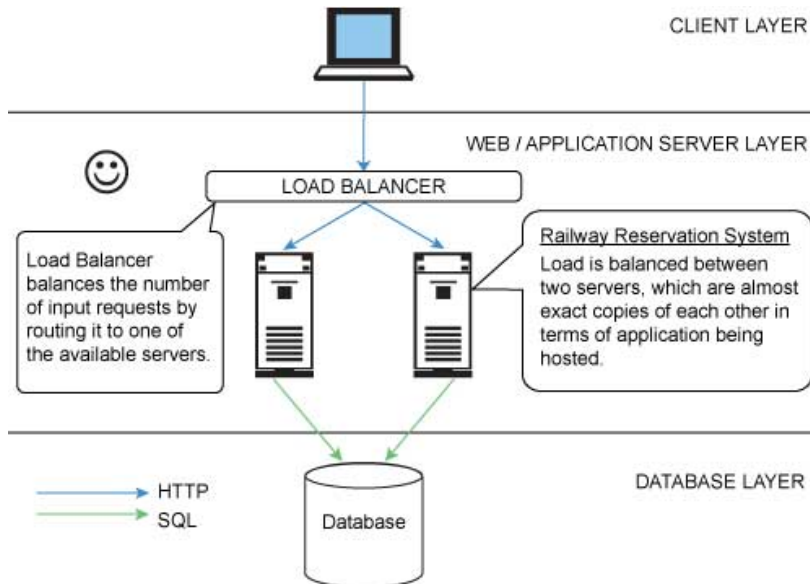 CLIENT LAYER
WEB / APPLICATION SERVER LAYER
LOAD BALANCER
Load Balancer
balances the number
of input requests by
routing it to one of
the available servers.
Railway Reservation System
Load is balanced between
two servers, which are almost
exact copies of each other in
terms of application being
hosted.
DATABASE LAYER
HTTP
SQL
Database